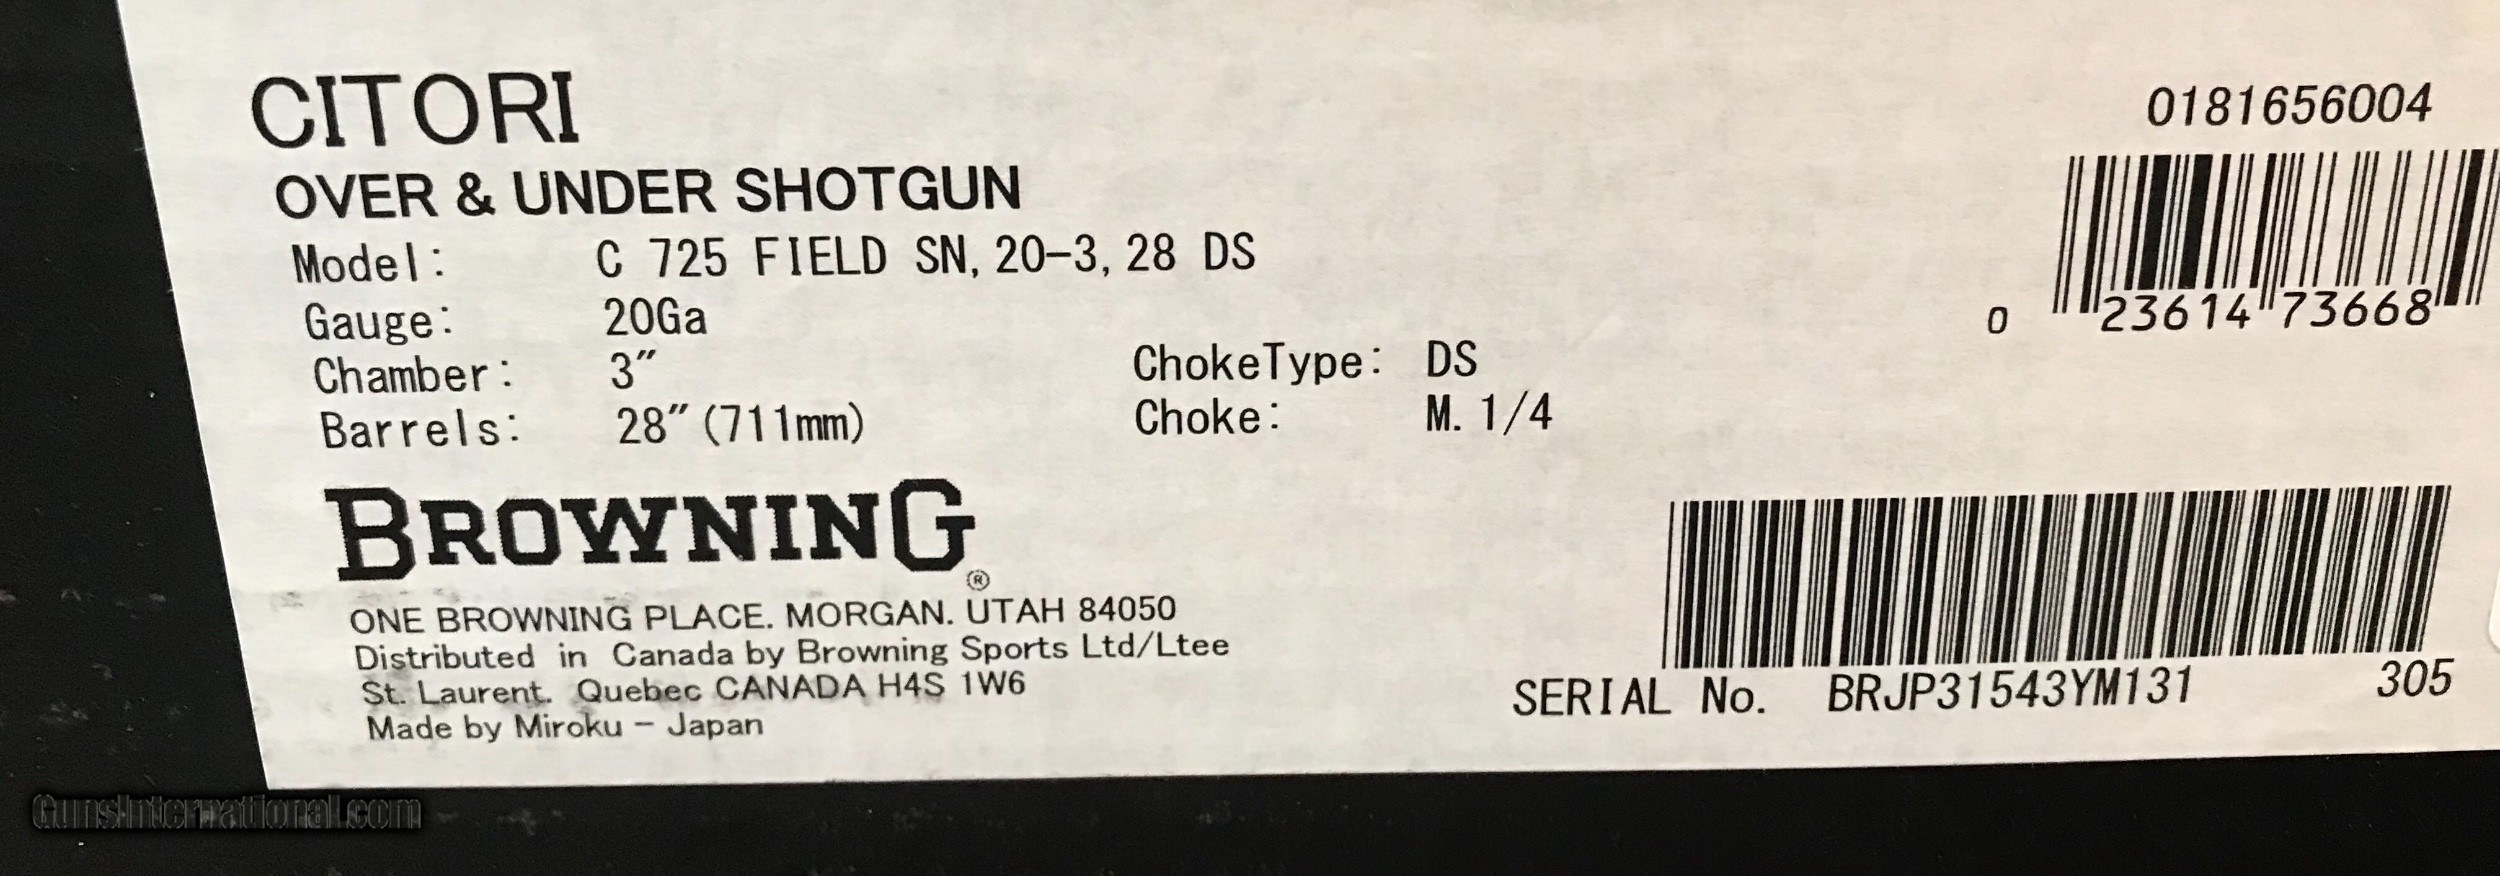 CITORI
OVER & UNDER SHOTGUN
Model: C 725 FIELD SN, 20-3, 28 DS
Gauge: 20Ga
Chamber: 3″
Barrels: 28″(711mm)
ChokeType: DS
Choke: M. 1/4
0181656004
0 23614 73668
BROWNING®
ONE BROWNING PLACE. MORGAN. UTAH 84050
Distributed in Canada by Browning Sports Ltd/Ltee
St. Laurent. Quebec CANADA H4S 1W6
Made by Miroku - Japan
SERIAL No. BRJP31543YM131 305
GunsInternational.com